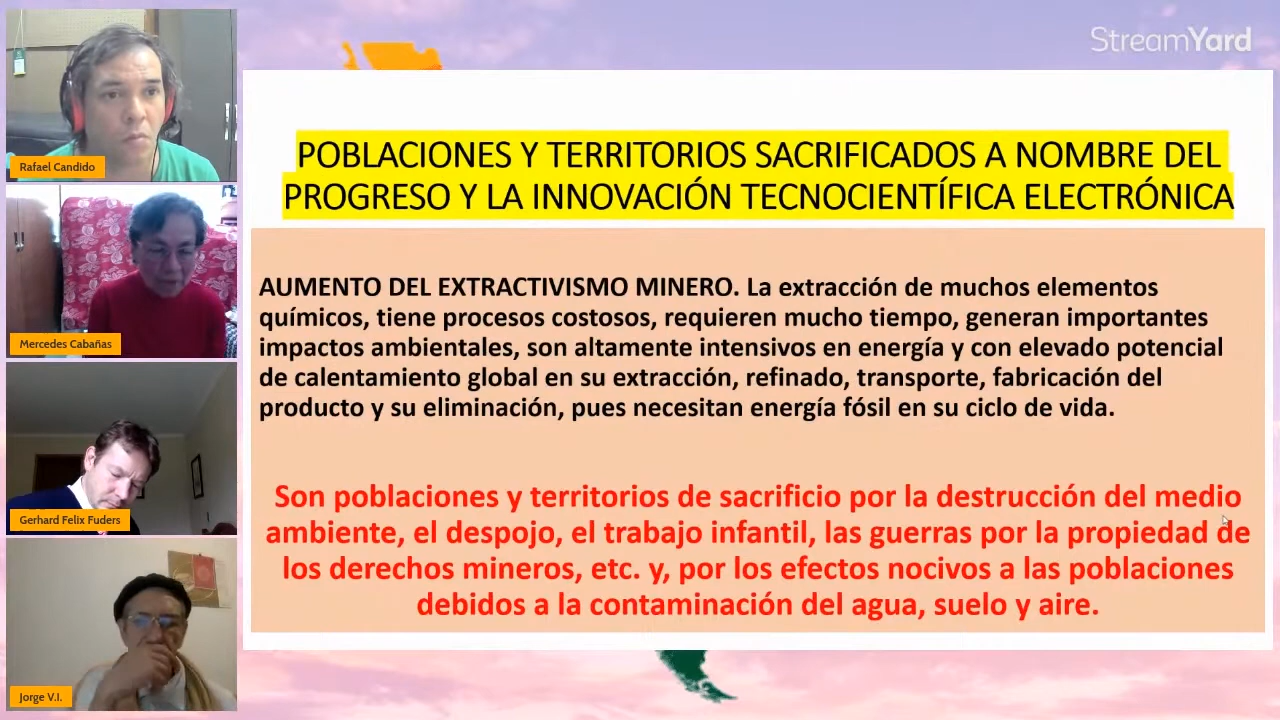 StreamYard
Rafael Candido
Mercedes Cabañas
Gerhard Felix Fuders
Jorge V.I.
POBLACIONES Y TERRITORIOS SACRIFICADOS A NOMBRE DEL
PROGRESO Y LA INNOVACIÓN TECNOCIENTÍFICA ELECTRÓNICA
AUMENTO DEL EXTRACTIVISMO MINERO. La extracción de muchos elementos
químicos, tiene procesos costosos, requieren mucho tiempo, generan importantes
impactos ambientales, son altamente intensivos en energía y con elevado potencial
de calentamiento global en su extracción, refinado, transporte, fabricación del
producto y su eliminación, pues necesitan energía fósil en su ciclo de vida.
Son poblaciones y territorios de sacrificio por la destrucción del medio
ambiente, el despojo, el trabajo infantil, las guerras por la propiedad de
los derechos mineros, etc. y, por los efectos nocivos a las poblaciones
debidos a la contaminación del agua, suelo y aire.